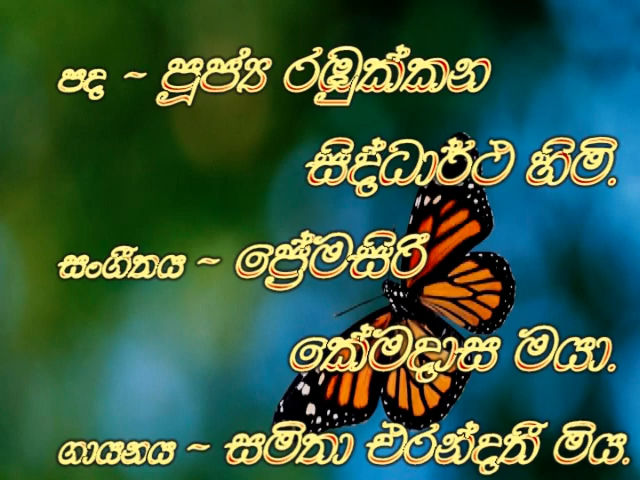 පද ~ පූජ්‍ය රඹුක්කන
සිද්ධාර්ථ හිමි.
සංගීතය ~ ප්‍රේමසිරි
කේමදාස මයා.
ගායනය ~ සමිතා එරන්දතී මිය.